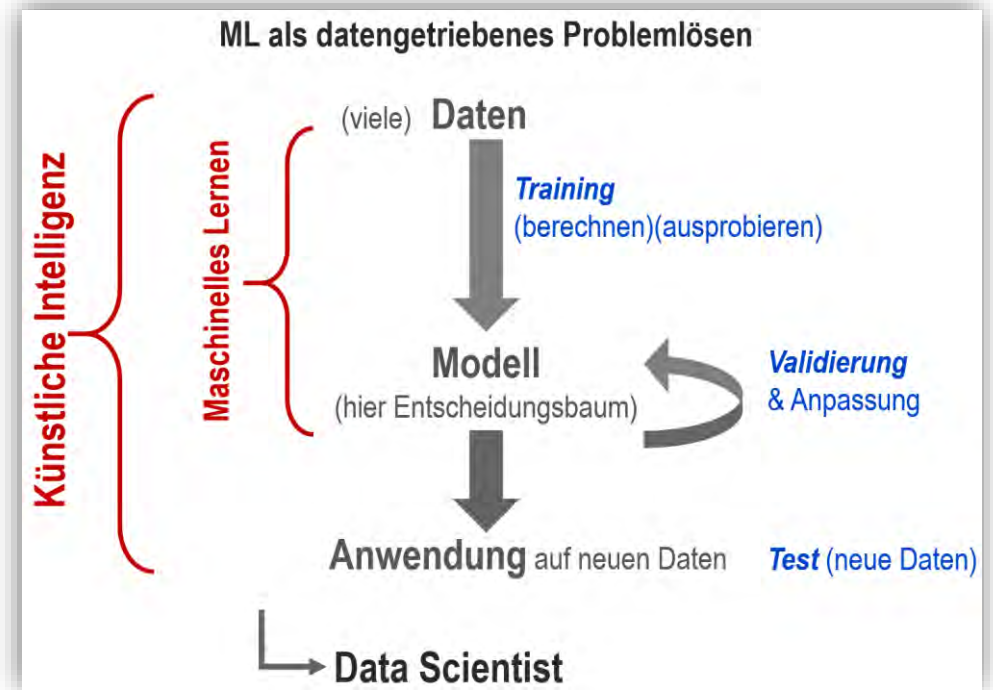 ML als datengetriebenes Problemlösen
(viele) Daten
Training
(berechnen)(ausprobieren)
Künstliche Intelligenz
Maschinelles Lernen
Modell
(hier Entscheidungsbaum)
Validierung
& Anpassung
Anwendung auf neuen Daten
Test (neue Daten)
Data Scientist